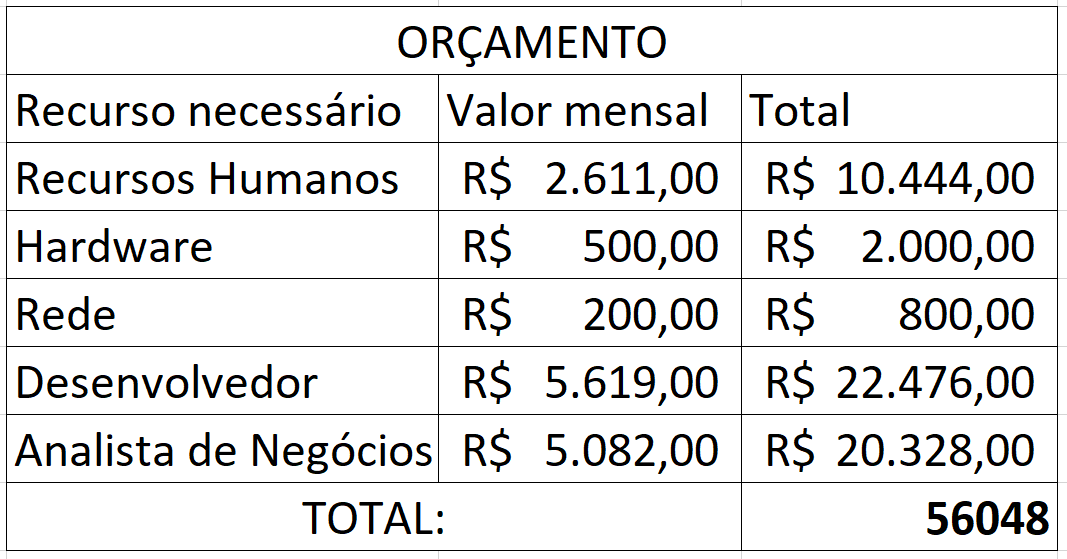 ORÇAMENTO
Recurso necessário Valor mensal Total
Recursos Humanos R$ 2.611,00 R$ 10.444,00
Hardware R$ 500,00 R$ 2.000,00
Rede R$ 200,00 R$ 800,00
Desenvolvedor R$ 5.619,00 R$ 22.476,00
Analista de Negócios R$ 5.082,00 R$ 20.328,00
TOTAL: 56048